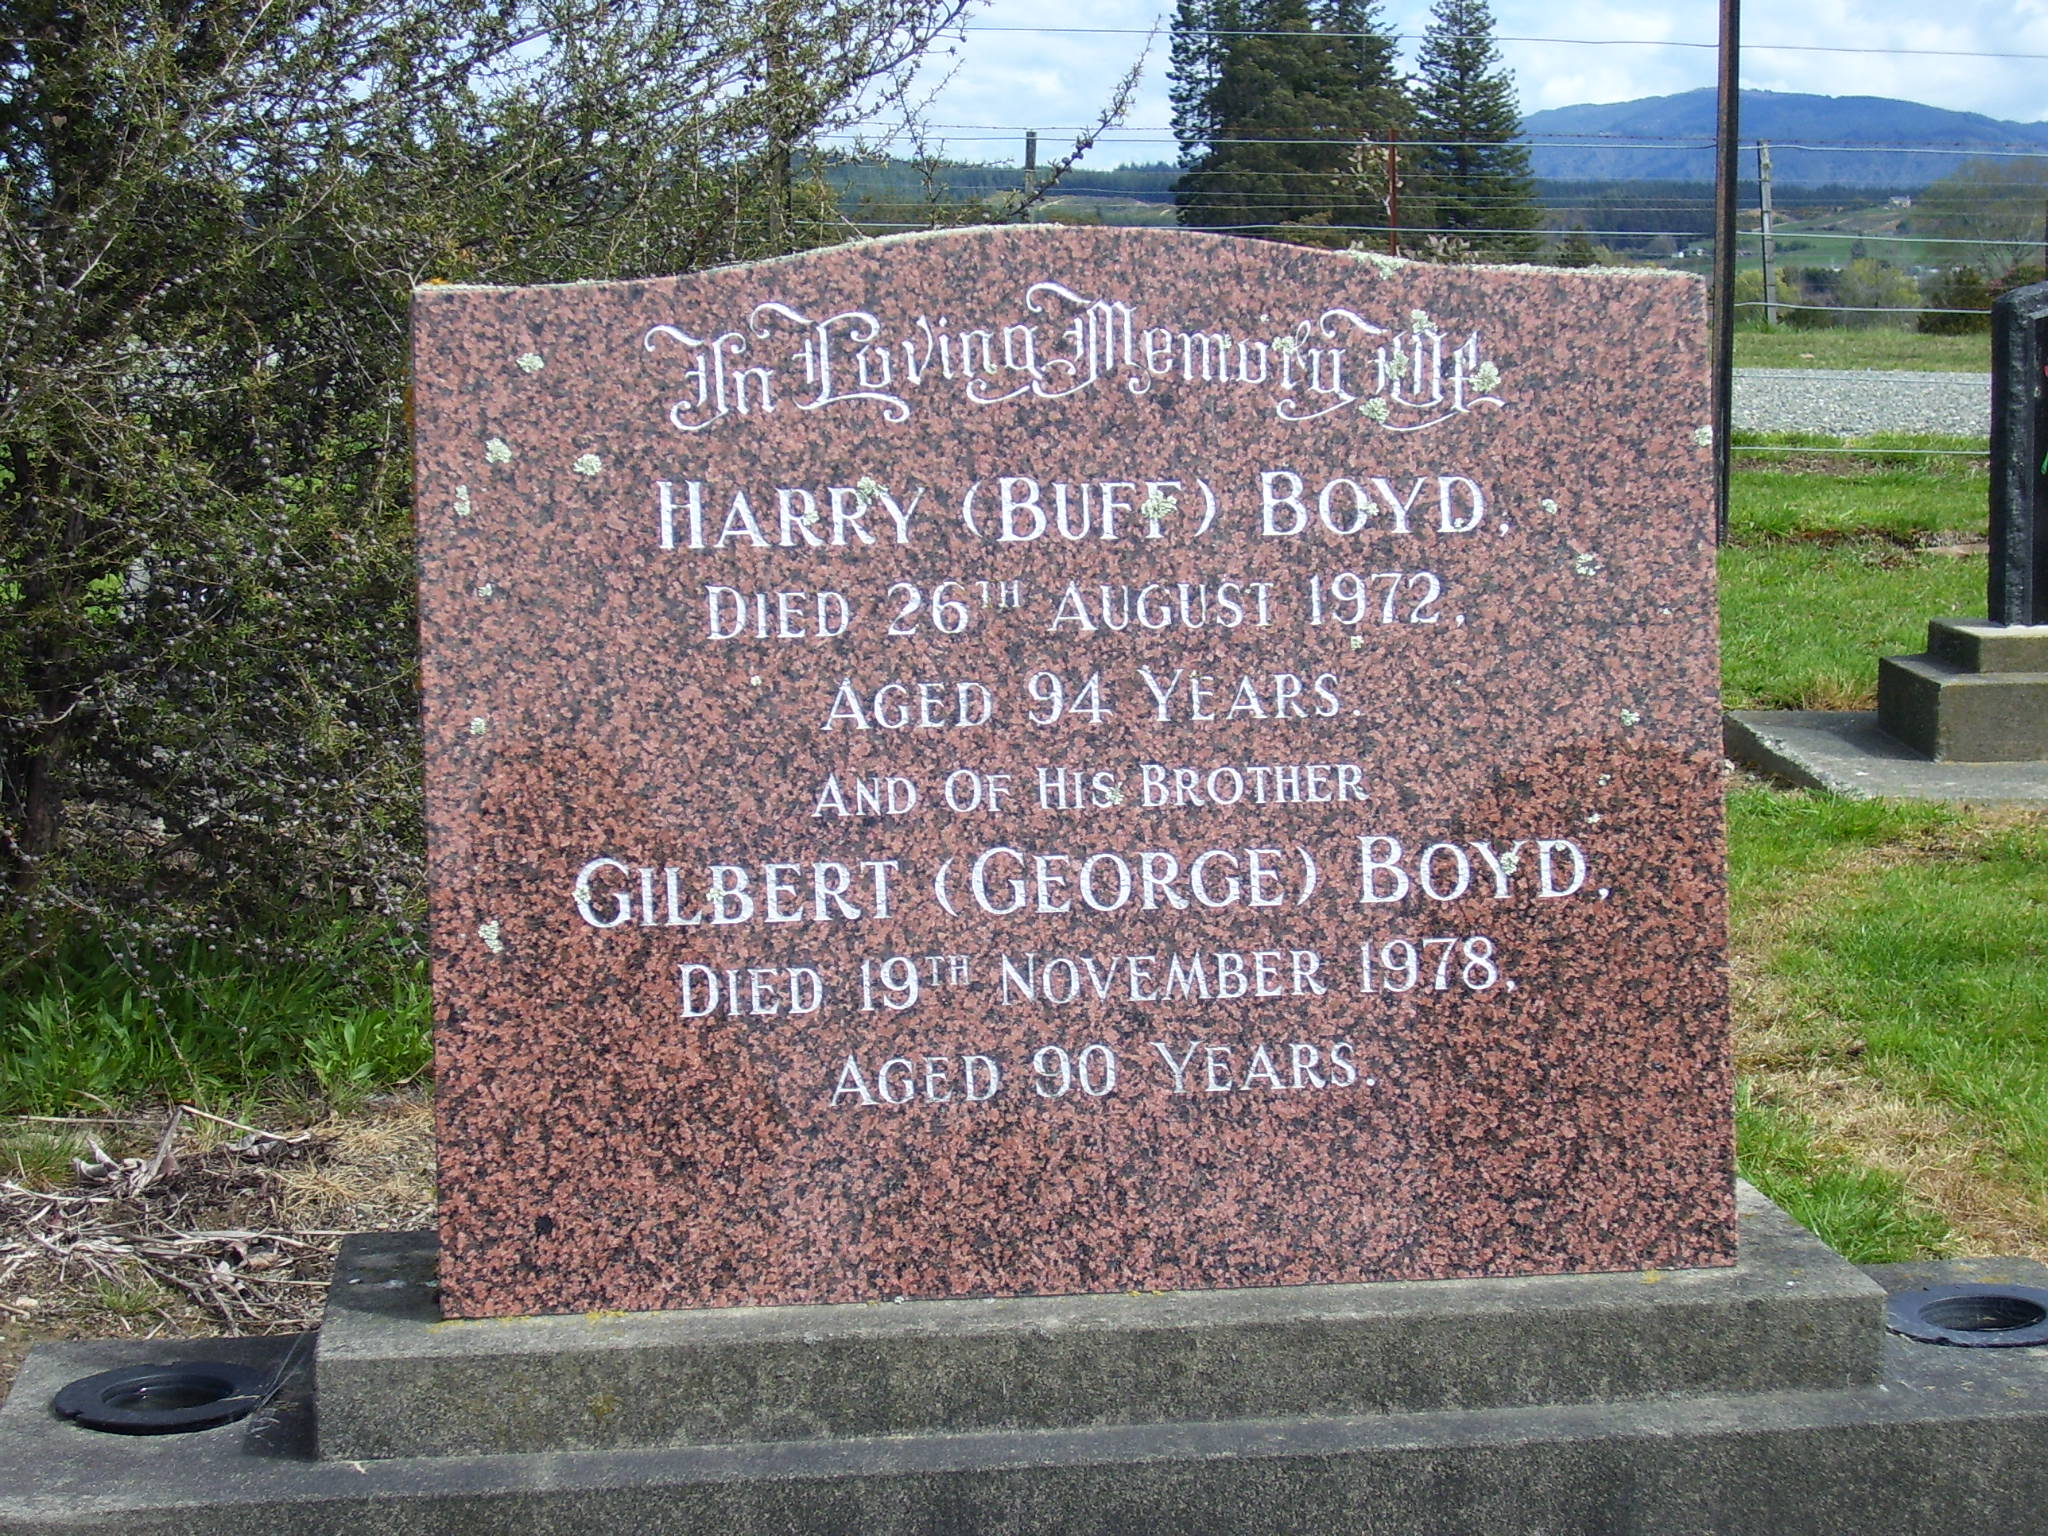 In Loving Memory Of
HARRY (BUFF) BOYD,
DIED 26TH AUGUST 1972,
AGED 94 YEARS.
AND OF HIS BROTHER
GILBERT (GEORGE) BOYD,
DIED 19TH NOVEMBER 1978,
AGED 90 YEARS.